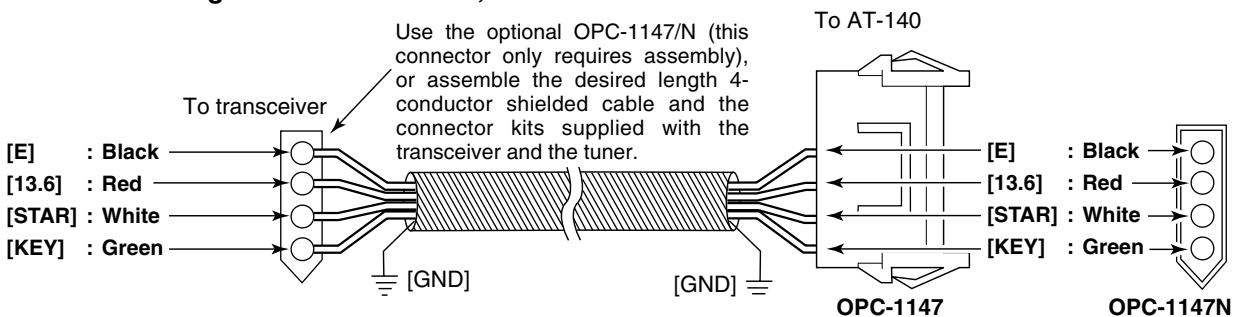 To AT-140
Use the optional OPC-1147/N (this
connector only requires assembly),
or assemble the desired length 4-
conductor shielded cable and the
connector kits supplied with the
transceiver and the tuner.
To transceiver
[E] : Black
[13.6] : Red
[STAR] : White
[KEY] : Green
[GND]
[GND]
[E] : Black
[13.6] : Red
[STAR] : White
[KEY] : Green
OPC-1147
OPC-1147N